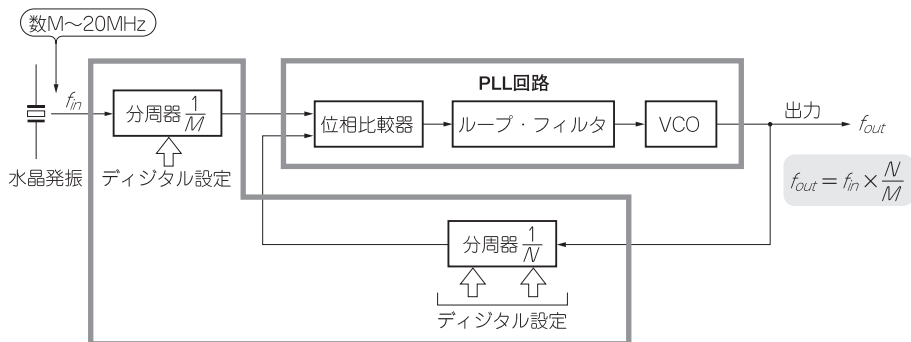 数M～20MHz
f_in
分周器 1/M
ディジタル設定
水晶発振
PLL回路
位相比較器
ループ・フィルタ
VCO
出力
f_out
f_out = f_in × N/M
分周器 1/N
ディジタル設定